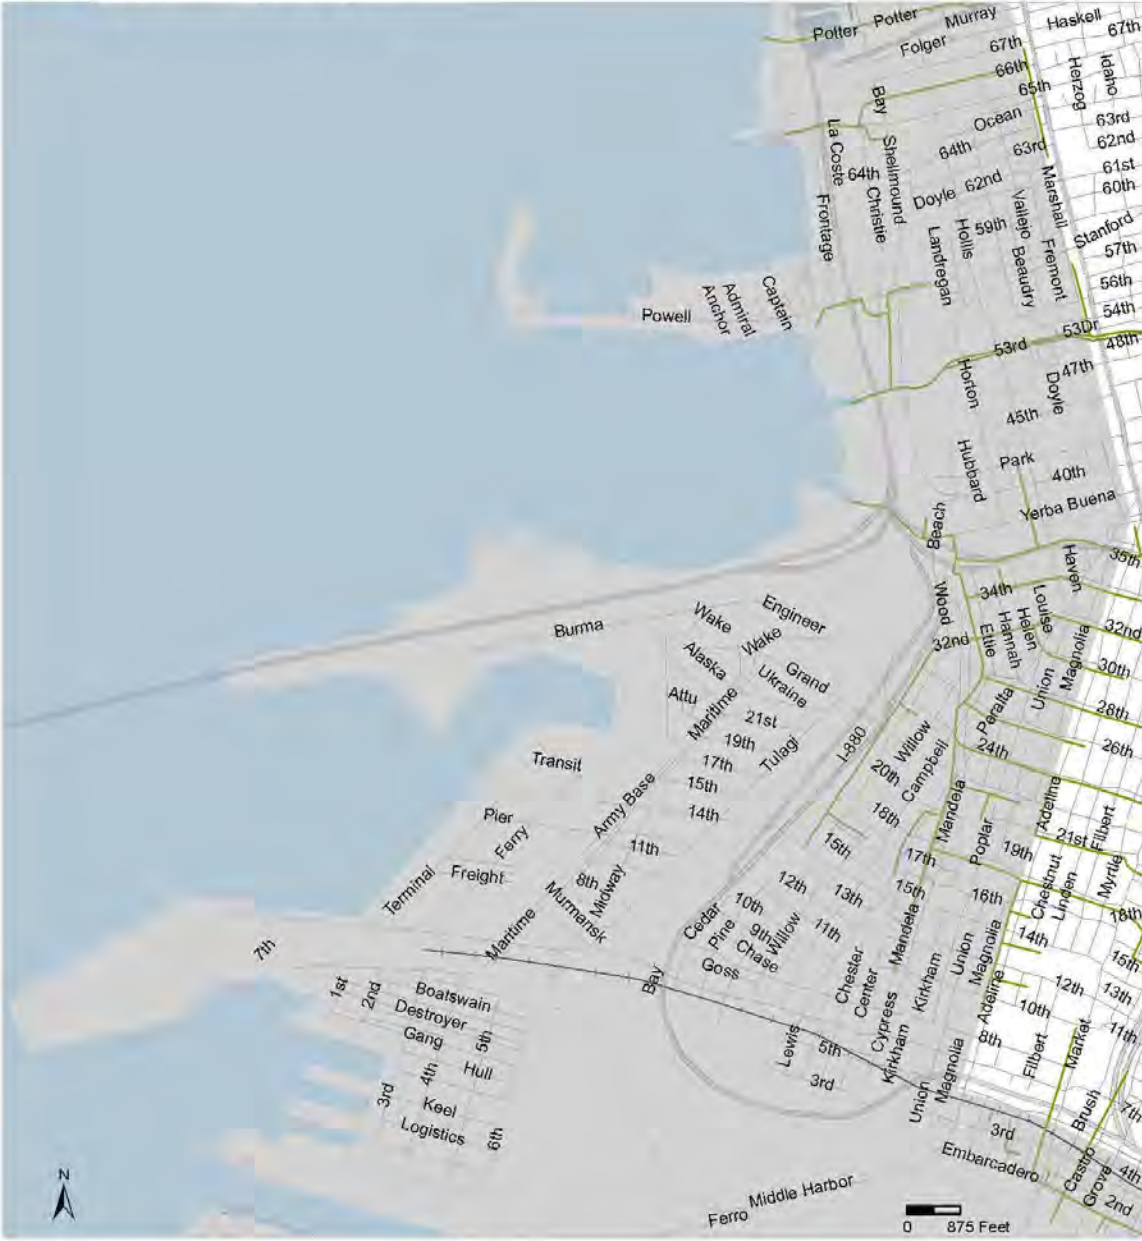 Potter
Potter
Murray
Haskell
67th
Folger
67th
66th
65th
Herzog
Idaho
Bay
Ocean
63rd
62nd
La Coste
Shellmound
64th
63rd
64th
61st
60th
Christie
Doyle
62nd
Marshall
Frontage
Vallejo
59th
Hollis
Stanford
57th
Landregan
Beaudry
Fremont
56th
Captain
Admiral
Anchor
Powell
54th
53Dr
48th
53rd
47th
Horton
Doyle
45th
Hubbard
Park
40th
Yerba Buena
Beach
35th
Haven
34th
Wood
Louise
Helen
Hannah
Ettie
32nd
32nd
Engineer
Wake
Wake
Burma
Magnolia
30th
Alaska
Grand
Ukraine
Union
Attu
Maritime
Peralta
28th
21st
19th
Tulagi
I-880
Willow
24th
26th
Transit
17th
20th
Campbell
15th
Army Base
14th
18th
Mandela
Adeline
Pier
Ferry
Filbert
21st
Poplar
19th
15th
11th
17th
Myrtle
Terminal
Freight
8th
Midway
Murmansk
12th
13th
15th
16th
Chestnut
Linden
18th
10th
Cedar
Pine
9th
Willow
11th
Mandela
Maritime
14th
7th
Chase
Goss
Union
Magnolia
15th
Bay
Chester
Center
Kirkham
1st
2nd
Boatswain
Adeline
12th
13th
Destroyer
Cypress
10th
11th
Gang
5th
Lewis
5th
Kirkham
8th
Filbert
Market
4th
Hull
3rd
Magnolia
3rd
Keel
Union
Brush
7th
Logistics
6th
3rd
Embarcadero
Castro
4th
Grove
2nd
N
Middle Harbor
Ferro
0 875 Feet